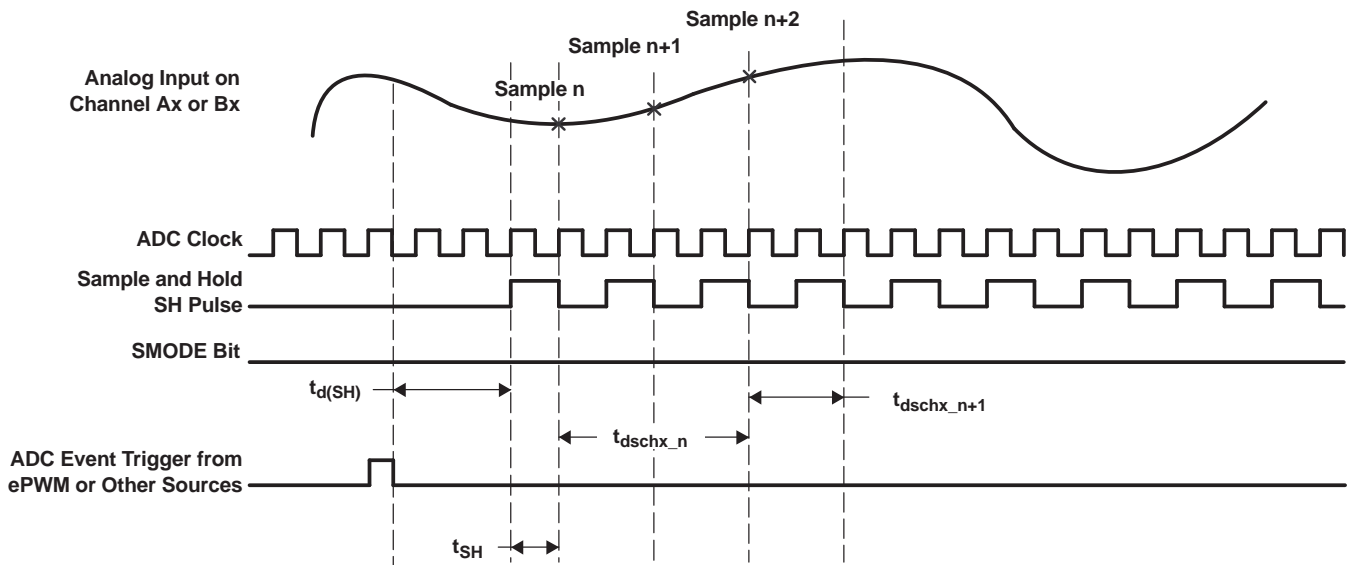 Sample n+2
Sample n+1
Analog Input on
Channel Ax or Bx
Sample n
ADC Clock
Sample and Hold
SH Pulse
SMODE Bit
td(SH)
tdschx_n+1
tdschx_n
ADC Event Trigger from
ePWM or Other Sources
tSH